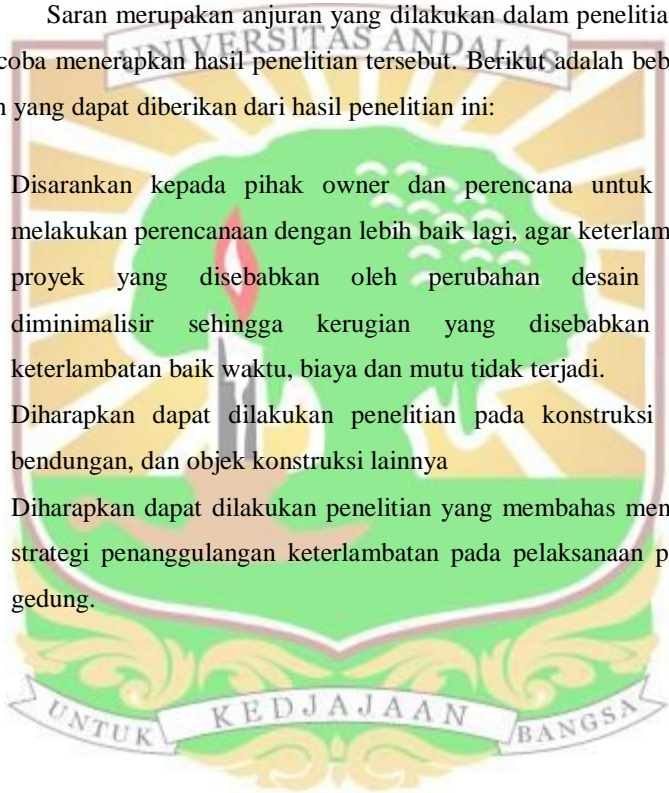 Saran merupakan anjuran yang dilakukan dalam penelitia
UNIVERSITAS ANDALAS
coba menerapkan hasil penelitian tersebut. Berikut adalah beb
n yang dapat diberikan dari hasil penelitian ini:
Disarankan kepada pihak owner dan perencana untuk
melakukan perencanaan dengan lebih baik lagi, agar keterlam
proyek yang disebabkan oleh perubahan desain
diminimalisir sehingga kerugian yang disebabkan
keterlambatan baik waktu, biaya dan mutu tidak terjadi.
Diharapkan dapat dilakukan penelitian pada konstruksi
bendungan, dan objek konstruksi lainnya
Diharapkan dapat dilakukan penelitian yang membahas men
strategi penanggulangan keterlambatan pada pelaksanaan p
gedung.
UNTUK KEDJAJAAN BANGSA